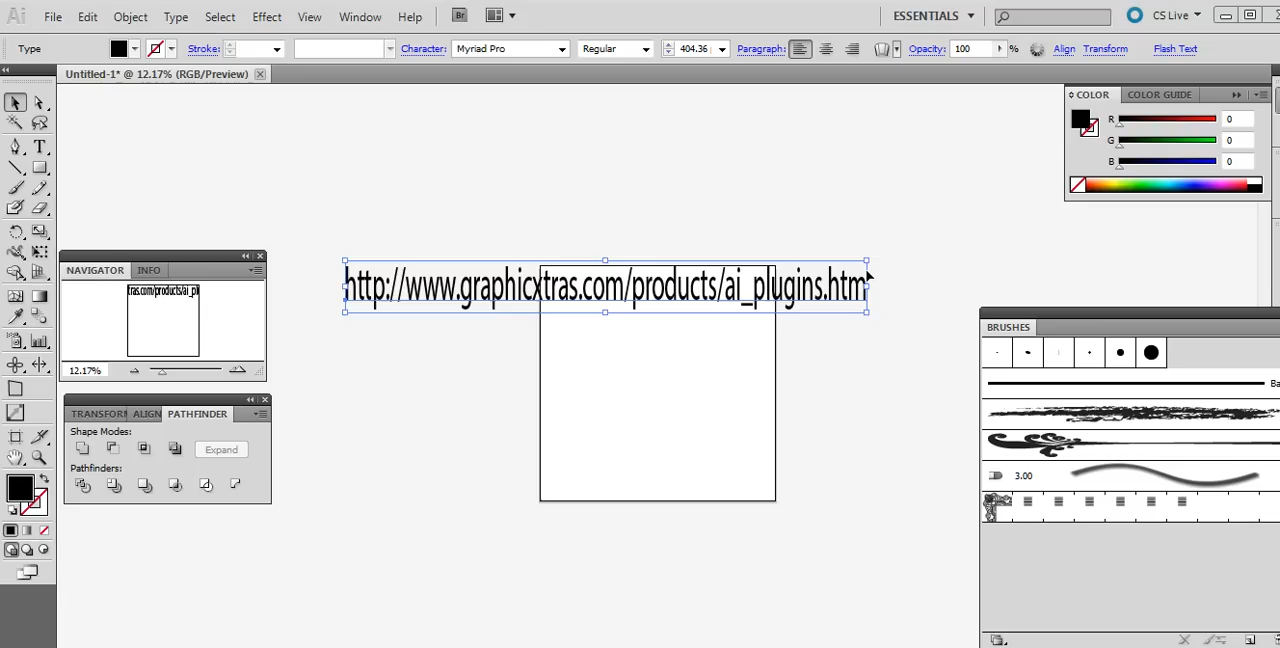 Ai File Edit Object Type Select Effect View Window Help Br ESSENTIALS CS Live
Type Stroke: Character: Myriad Pro Regular 404.36 Paragraph: Opacity: 100 % Align Transform Flash Text
Untitled-1* @ 12.17% (RGB/Preview)
COLOR COLOR GUIDE
R 0
G 0
B 0
T
http://www.graphicxtras.com/products/ai_plugins.htm
NAVIGATOR INFO
tras.com/products/ai_pl
12.17%
TRANSFORM ALIGN PATHFINDER
Shape Modes:
Expand
Pathfinders:
BRUSHES
Ba
3.00